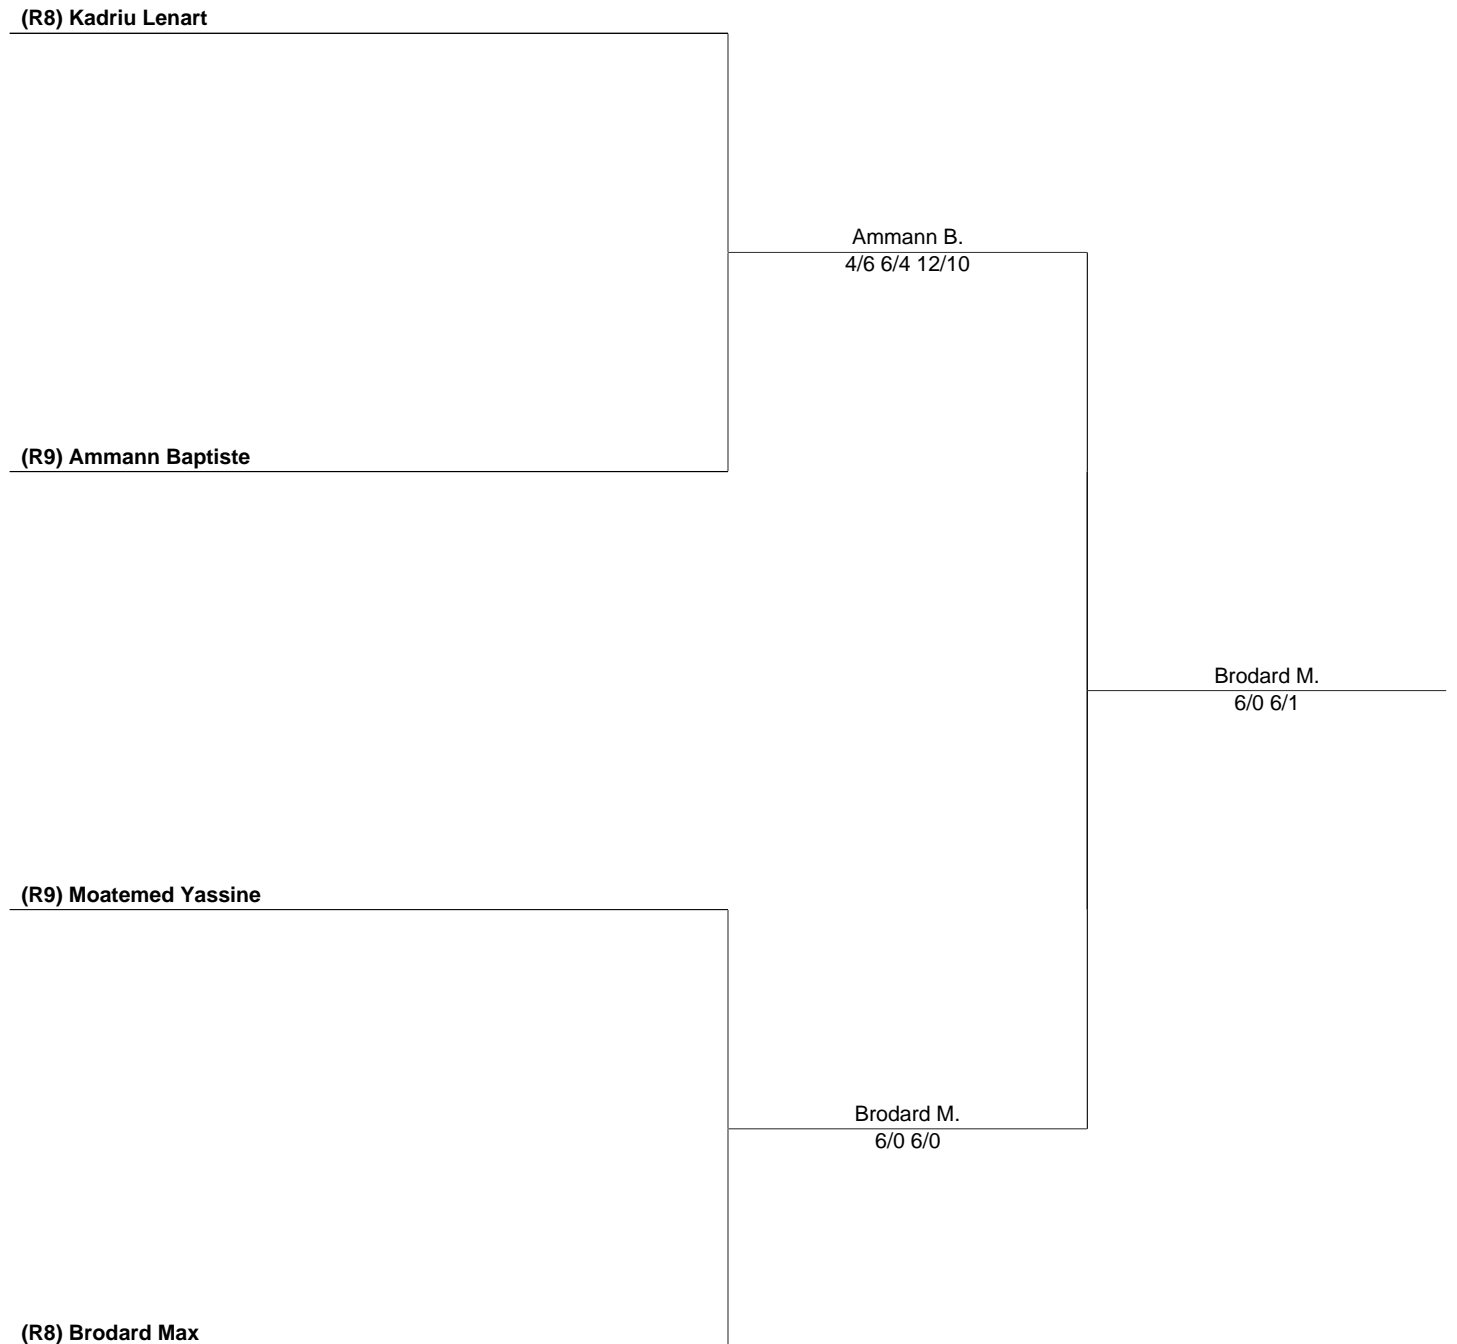 (R8) Kadriu Lenart
Ammann B.
4/6 6/4 12/10
(R9) Ammann Baptiste
Brodard M.
6/0 6/1
(R9) Moatemed Yassine
Brodard M.
6/0 6/0
(R8) Brodard Max